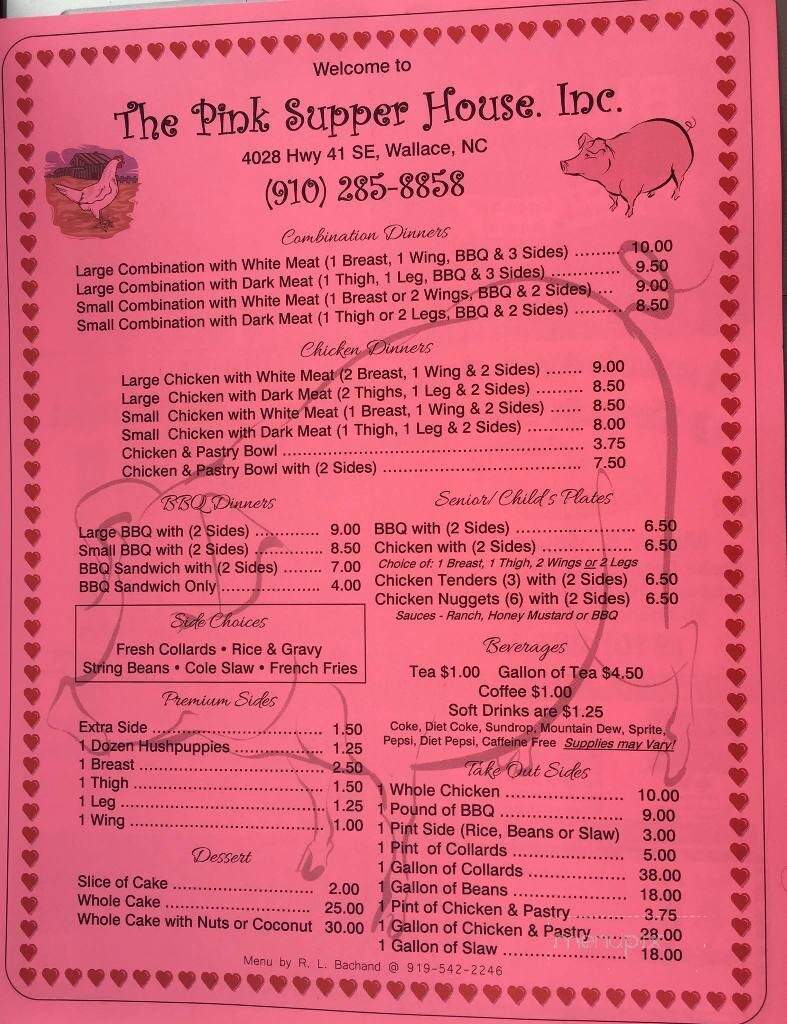 Welcome to
The Pink Supper House. Inc.
4028 Hwy 41 SE, Wallace, NC
(910) 285-8858
Combination Dinners
Large Combination with White Meat (1 Breast, 1 Wing, BBQ & 3 Sides) ......... 10.00
Large Combination with Dark Meat (1 Thigh, 1 Leg, BBQ & 3 Sides) ............. 9.50
Small Combination with White Meat (1 Breast or 2 Wings, BBQ & 2 Sides) ... 9.00
Small Combination with Dark Meat (1 Thigh or 2 Legs, BBQ & 2 Sides) ......... 8.50
Chicken Dinners
Large Chicken with White Meat (2 Breast, 1 Wing & 2 Sides) ....... 9.00
Large Chicken with Dark Meat (2 Thighs, 1 Leg & 2 Sides) ......... 8.50
Small Chicken with White Meat (1 Breast, 1 Wing & 2 Sides) ...... 8.50
Small Chicken with Dark Meat (1 Thigh, 1 Leg & 2 Sides) .......... 8.00
Chicken & Pastry Bowl ........................................................ 3.75
Chicken & Pastry Bowl with (2 Sides) ..................................... 7.50
BBQ Dinners
Large BBQ with (2 Sides) ............ 9.00
Small BBQ with (2 Sides) ............ 8.50
BBQ Sandwich with (2 Sides) ....... 7.00
BBQ Sandwich Only .................. 4.00
Side Choices
Fresh Collards • Rice & Gravy
String Beans • Cole Slaw • French Fries
Premium Sides
Extra Side ............................... 1.50
1 Dozen Hushpuppies ................ 1.25
1 Breast ................................. 2.50
1 Thigh .................................. 1.50
1 Leg ..................................... 1.25
1 Wing ................................... 1.00
Dessert
Slice of Cake .......................... 2.00
Whole Cake ........................... 25.00
Whole Cake with Nuts or Coconut 30.00
Senior/Child's Plates
BBQ with (2 Sides) ...................... 6.50
Chicken with (2 Sides) ................. 6.50
Choice of: 1 Breast, 1 Thigh, 2 Wings or 2 Legs
Chicken Tenders (3) with (2 Sides) 6.50
Chicken Nuggets (6) with (2 Sides) 6.50
Sauces - Ranch, Honey Mustard or BBQ
Beverages
Tea $1.00 Gallon of Tea $4.50
Coffee $1.00
Soft Drinks are $1.25
Coke, Diet Coke, Sundrop, Mountain Dew, Sprite,
Pepsi, Diet Pepsi, Caffeine Free Supplies may Vary!
Take Out Sides
1 Whole Chicken ...................... 10.00
1 Pound of BBQ ....................... 9.00
1 Pint Side (Rice, Beans or Slaw) 3.00
1 Pint of Collards .................... 5.00
1 Gallon of Collards ................. 38.00
1 Gallon of Beans .................... 18.00
1 Pint of Chicken & Pastry ......... 3.75
1 Gallon of Chicken & Pastry ...... 28.00
1 Gallon of Slaw ...................... 18.00
Menu by R. L. Bachand @ 919-542-2246
menupix